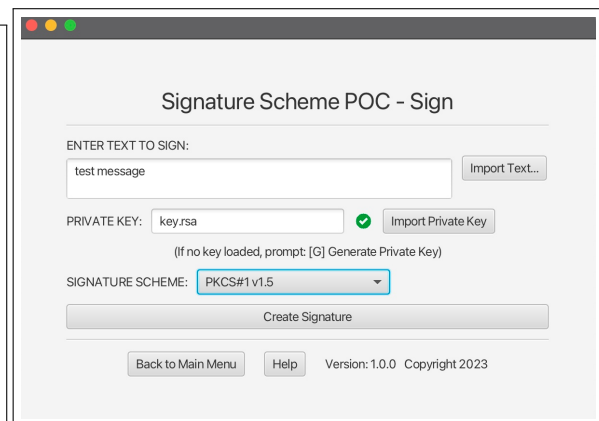 Signature Scheme POC - Sign
ENTER TEXT TO SIGN:
test message
Import Text...
PRIVATE KEY: key.rsa Import Private Key
(If no key loaded, prompt: [G] Generate Private Key)
SIGNATURE SCHEME: PKCS#1 v1.5
Create Signature
Back to Main Menu Help Version: 1.0.0 Copyright 2023